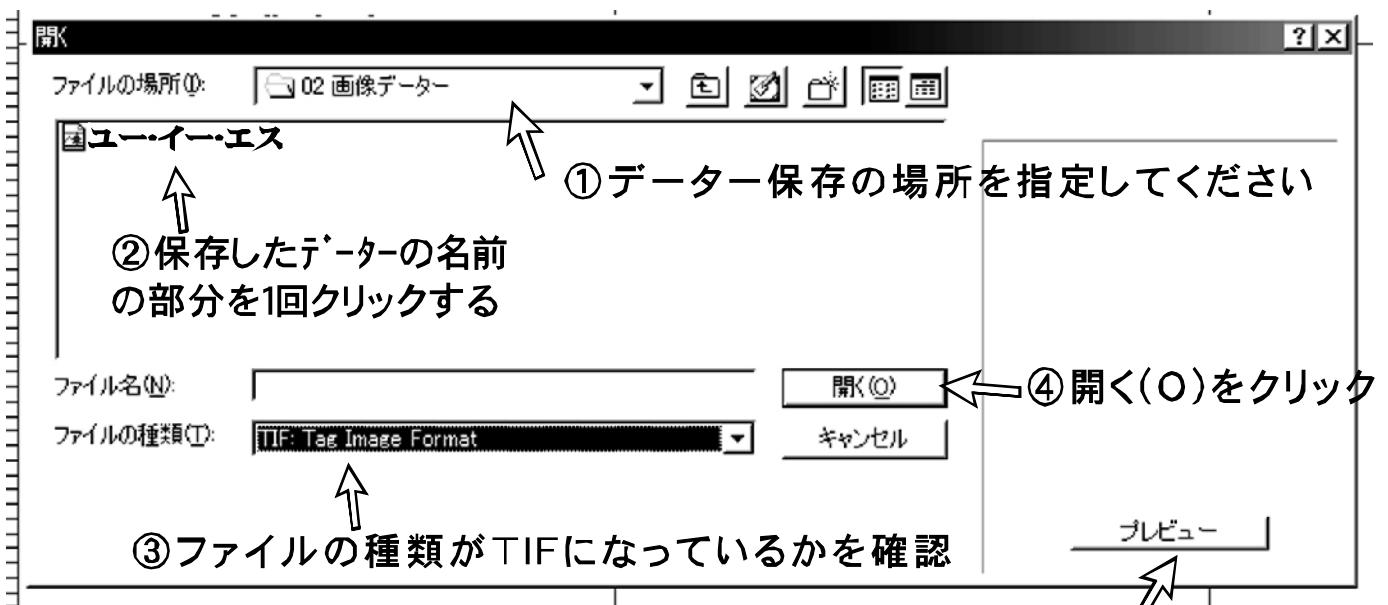 開く
ファイルの場所(I):
02 画像データー
ユー・イー・エス
①データー保存の場所を指定してください
②保存したﾃﾞｰﾀｰの名前
の部分を1回クリックする
ファイル名(N):
開く(O)
④開く(O)をクリック
ファイルの種類(T):
TIF: Tag Image Format
キャンセル
③ファイルの種類がTIFになっているかを確認
プレビュー